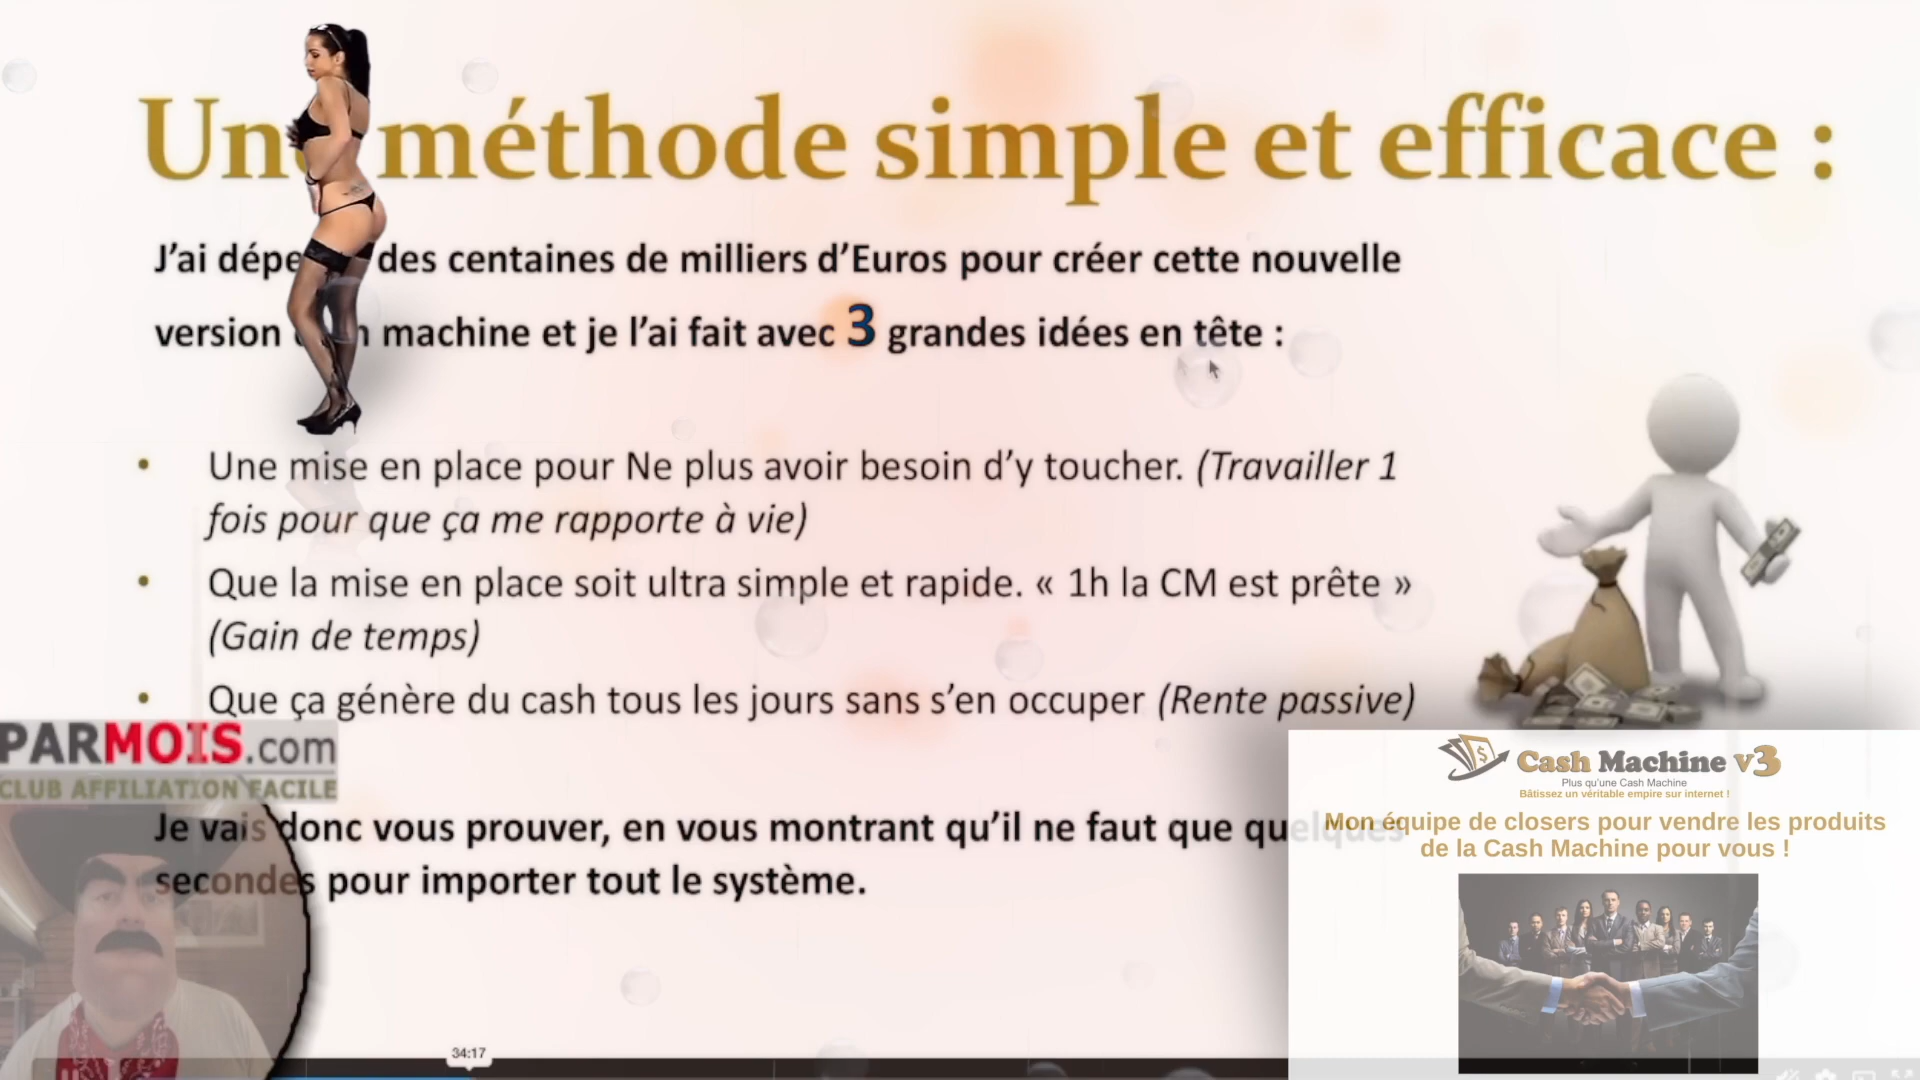 Une méthode simple et efficace :
J'ai dépe des centaines de milliers d'Euros pour créer cette nouvelle
version machine et je l'ai fait avec 3 grandes idées en tête :
• Une mise en place pour Ne plus avoir besoin d'y toucher. (Travailler 1
fois pour que ça me rapporte à vie)
• Que la mise en place soit ultra simple et rapide. « 1h la CM est prête »
(Gain de temps)
• Que ça génère du cash tous les jours sans s'en occuper (Rente passive)
PARMOIS.com
CLUB AFFILIATION FACILE
Je vais donc vous prouver, en vous montrant qu'il ne faut que quelques
secondes pour importer tout le système.
Cash Machine v3
Plus qu'une Cash Machine
Bâtissez un véritable empire sur internet !
Mon équipe de closers pour vendre les produits
de la Cash Machine pour vous !
34:17